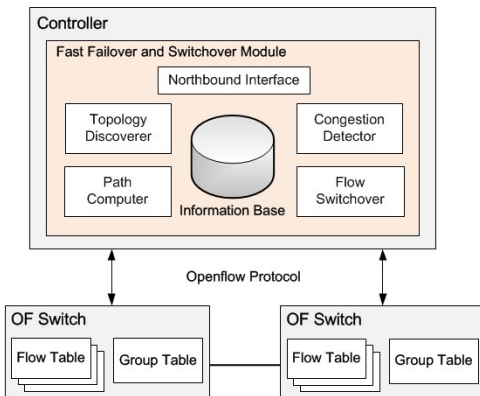 Controller
Fast Failover and Switchover Module
Northbound Interface
Topology
Discoverer
Congestion
Detector
Path
Computer
Flow
Switchover
Information Base
Openflow Protocol
OF Switch
Flow Table
Group Table
OF Switch
Flow Table
Group Table